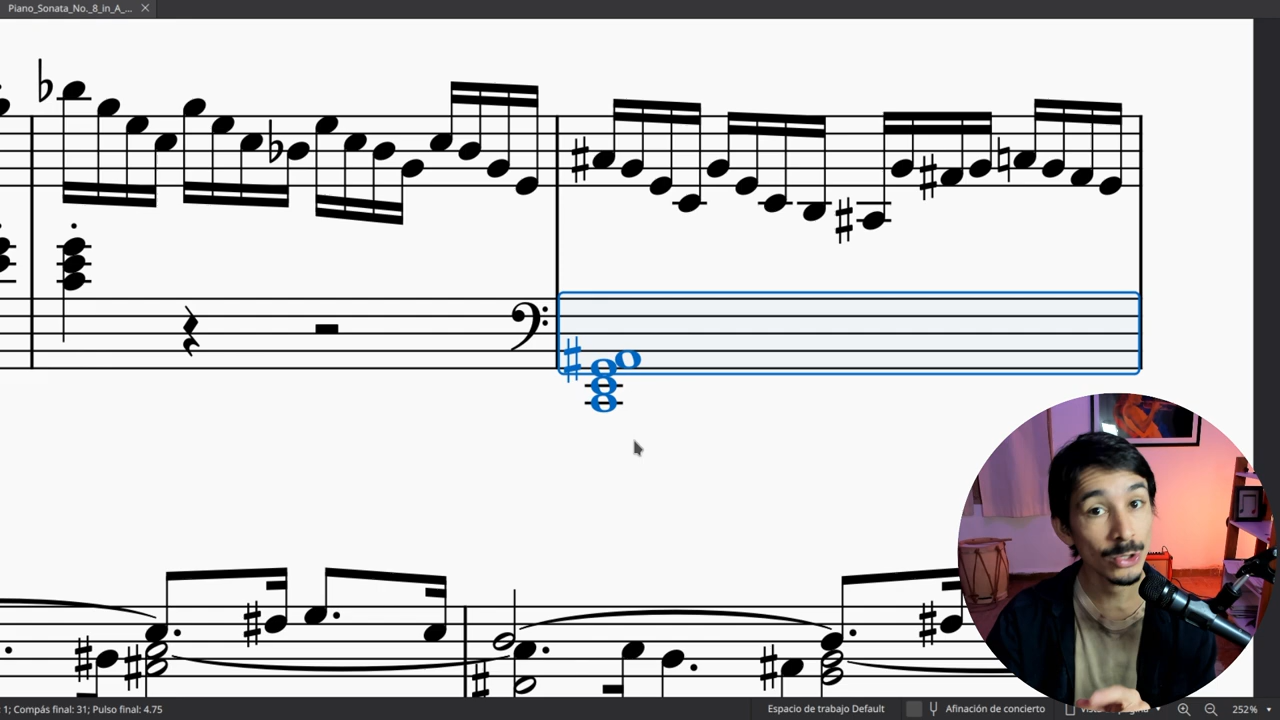 Piano_Sonata_No._8_in_A_...
: 1; Compás final: 31; Pulso final: 4.75
Espacio de trabajo Default
Afinación de concierto
252%